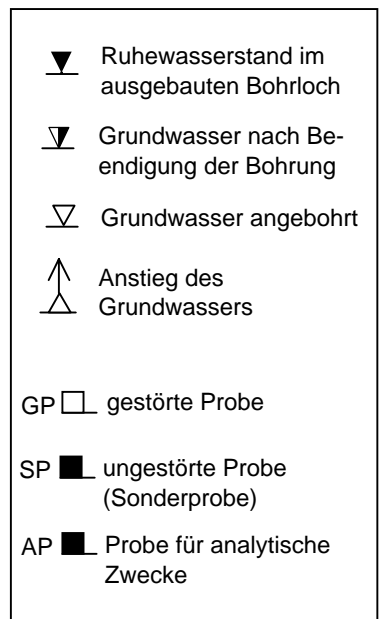 Ruhewasserstand im
ausgebauten Bohrloch
Grundwasser nach Be-
endigung der Bohrung
Grundwasser angebohrt
Anstieg des
Grundwassers
GP gestörte Probe
SP ungestörte Probe
(Sonderprobe)
AP Probe für analytische
Zwecke